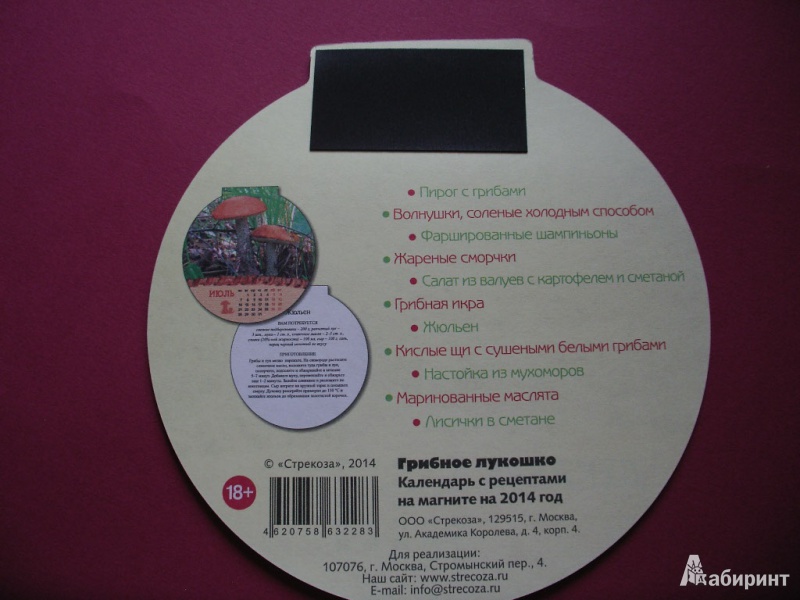 Пирог с грибами
Волнушки, соленые холодным способом
Фаршированные шампиньоны
Жареные сморчки
Салат из валуев с картофелем и сметаной
Грибная икра
Жюльен
Кислые щи с сушеными белыми грибами
Настойка из мухоморов
Маринованные маслята
Лисички в сметане
ИЮЛЬ
ПРИГОТОВЛЕНИЕ
© «Стрекоза», 2014
18+
4 620758 632283
Грибное лукошко
Календарь с рецептами
на магните на 2014 год
ООО «Стрекоза», 129515, г. Москва,
ул. Академика Королева, д. 4, корп. 4.
Для реализации:
107076, г. Москва, Стромынский пер., 4.
Наш сайт: www.strecoza.ru
E-mail: info@strecoza.ru
Лабиринт